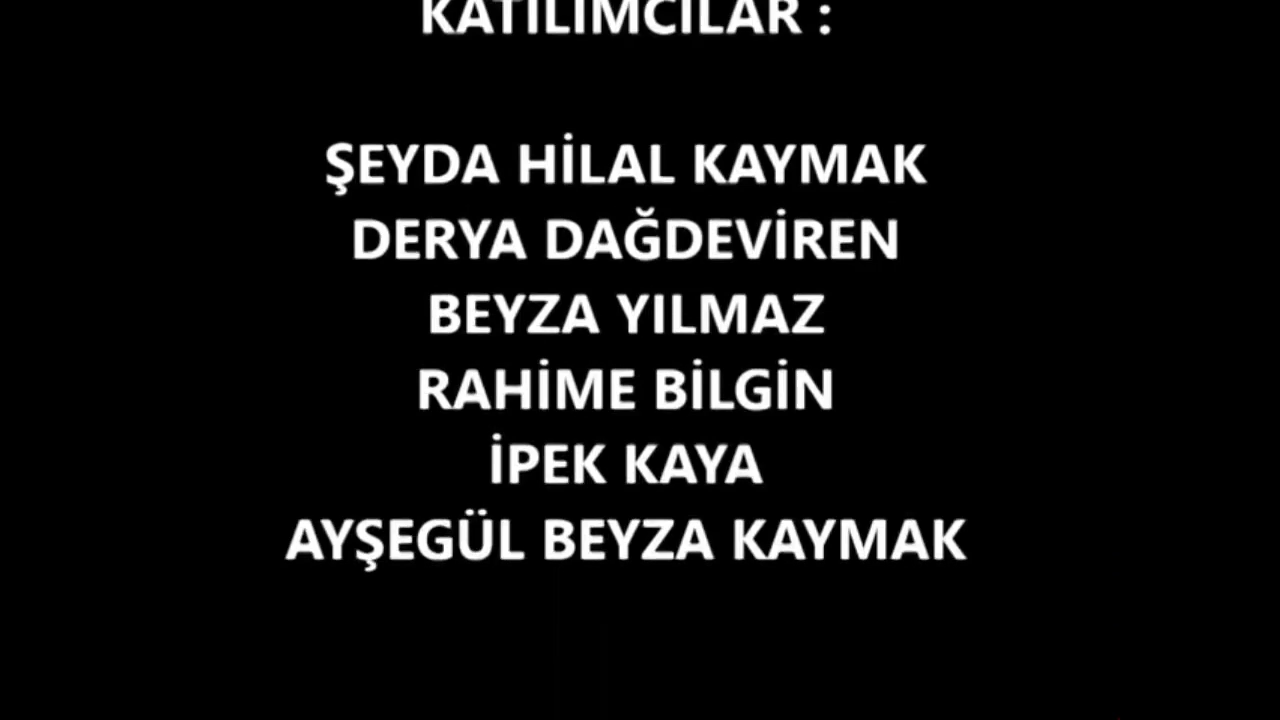 KATILIMCILAR :
ŞEYDA HİLAL KAYMAK
DERYA DAĞDEVİREN
BEYZA YILMAZ
RAHİME BİLGİN
İPEK KAYA
AYŞEGÜL BEYZA KAYMAK